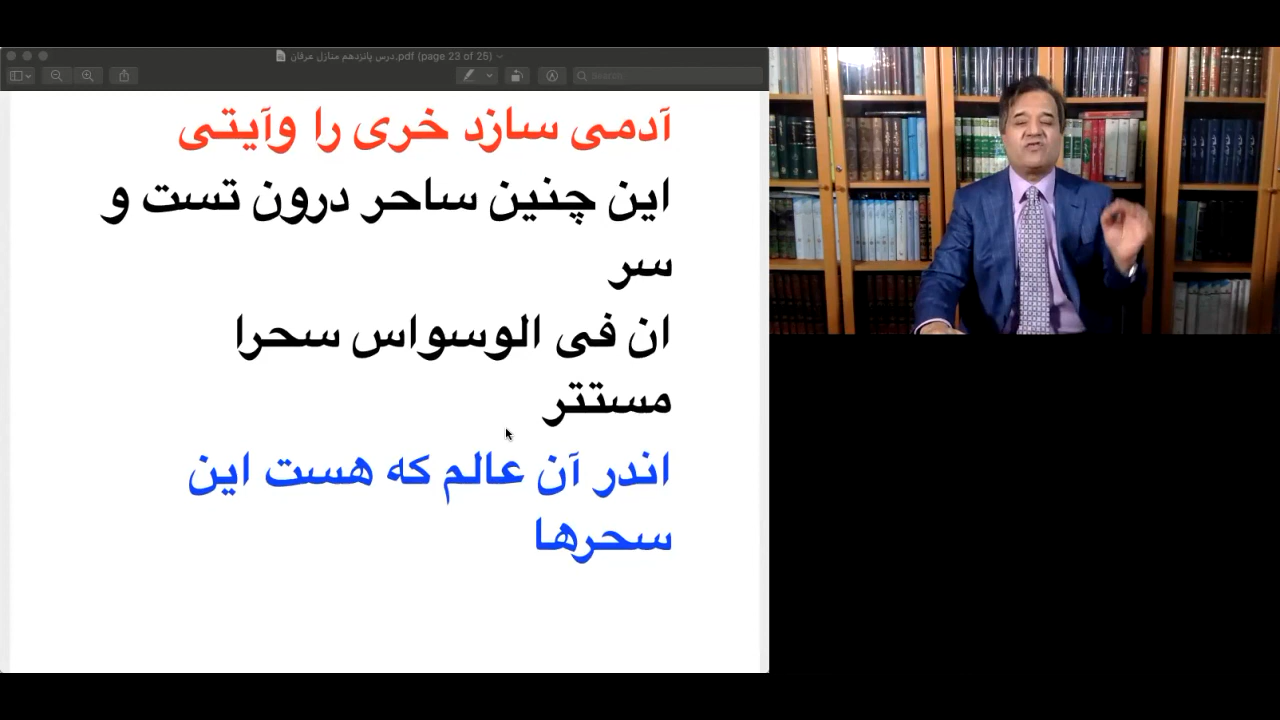 درس پانزدهم منازل عرفان.pdf (page 23 of 25)
Search
آدمی سازد خری را وآیتی
این چنین ساحر درون تست و
سر
ان فی الوسواس سحرا
مستتر
اندر آن عالم که هست این
سحرها